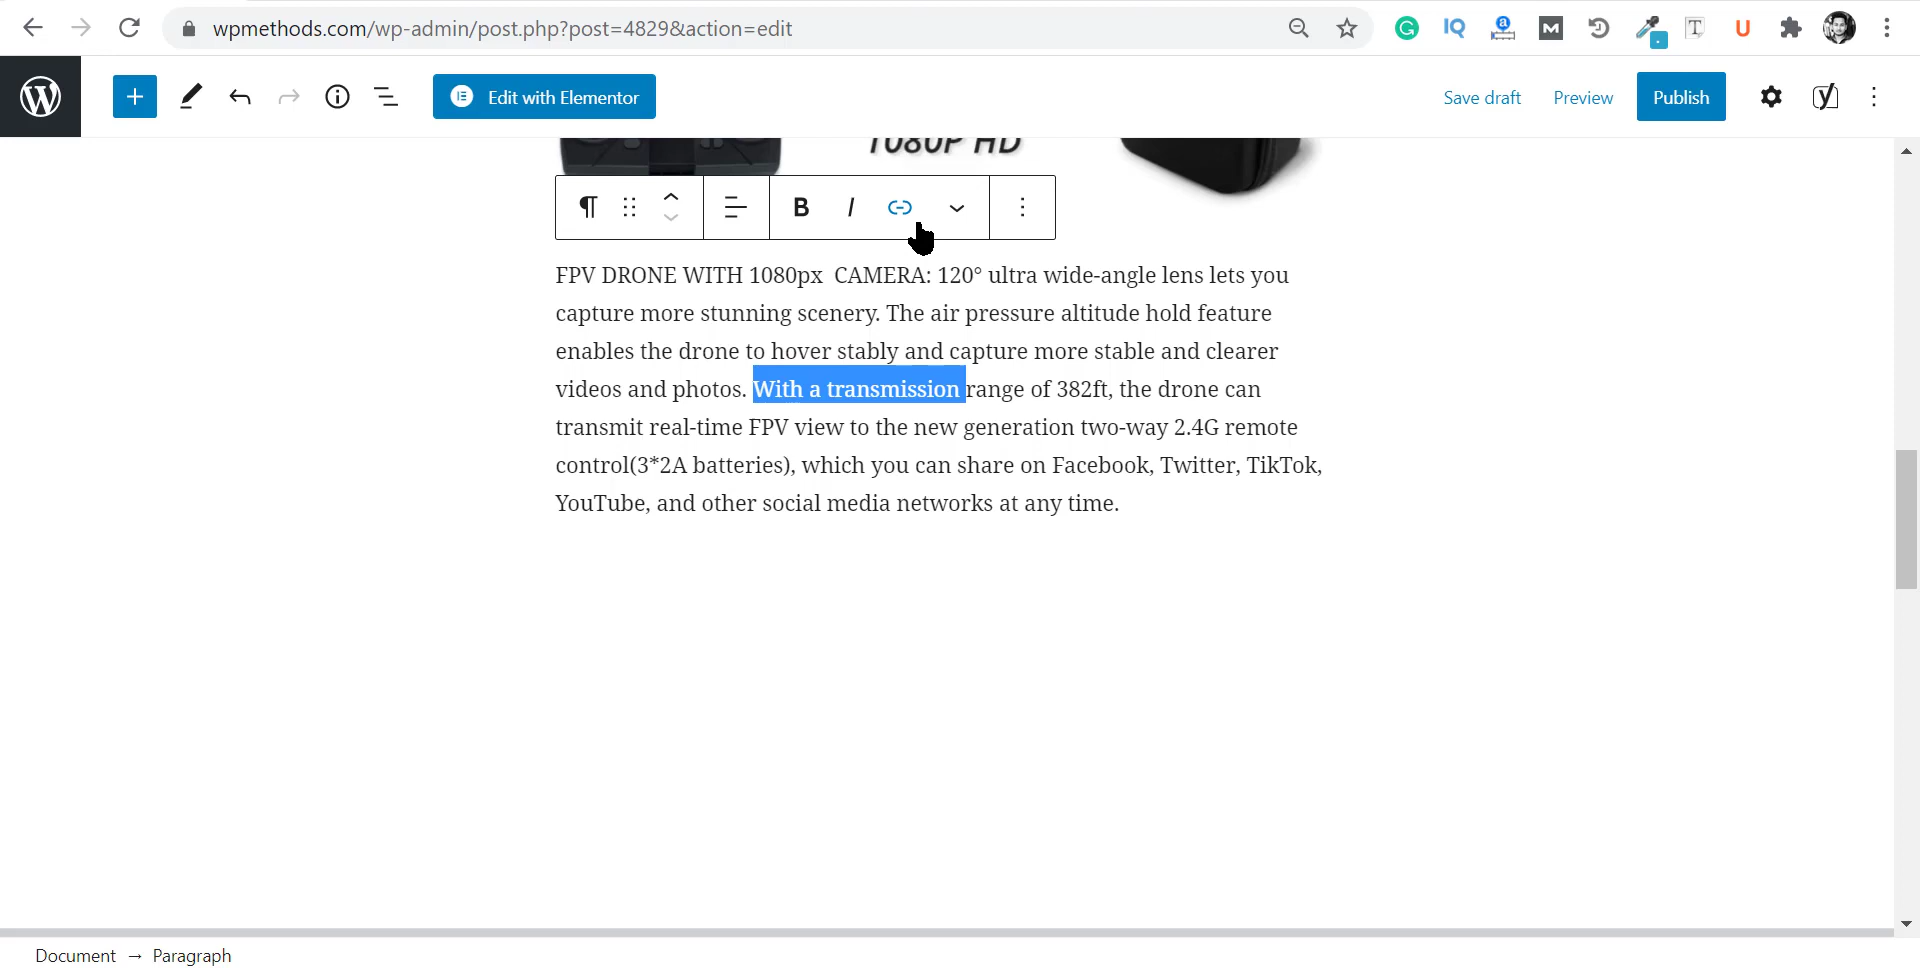 wpmethods.com/wp-admin/post.php?post=4829&action=edit
Edit with Elementor
Save draft
Preview
Publish
1080P HD
B I
FPV DRONE WITH 1080px  CAMERA: 120° ultra wide-angle lens lets you
capture more stunning scenery. The air pressure altitude hold feature
enables the drone to hover stably and capture more stable and clearer
videos and photos. With a transmission range of 382ft, the drone can
transmit real-time FPV view to the new generation two-way 2.4G remote
control(3*2A batteries), which you can share on Facebook, Twitter, TikTok,
YouTube, and other social media networks at any time.
Document → Paragraph